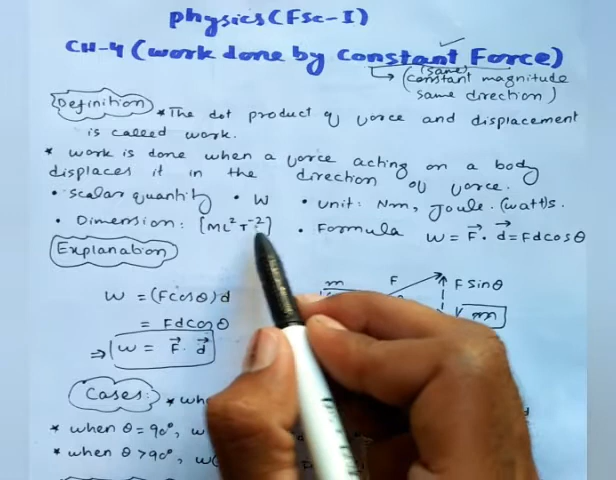 physics (Fsc-I)
CH-4 (work done by constant Force)
(same)
(constant magnitude
same direction)
Definition * The dot product of force and displacement
is called work.
* work is done when a force acting on a body
displaces it in the direction of force.
• scalar quantity • W • unit: Nm, Joule. (watt)s.
• Dimension: [ML²T⁻²] • Formula W = F⃗ . d⃗ = Fdcosθ
Explanation
m F Fsinθ
W = (Fcosθ)d m
= Fdcosθ θ
⇒ W = F⃗ . d⃗
Cases: *
* when θ = 90°, w
* when θ > 90°, w(